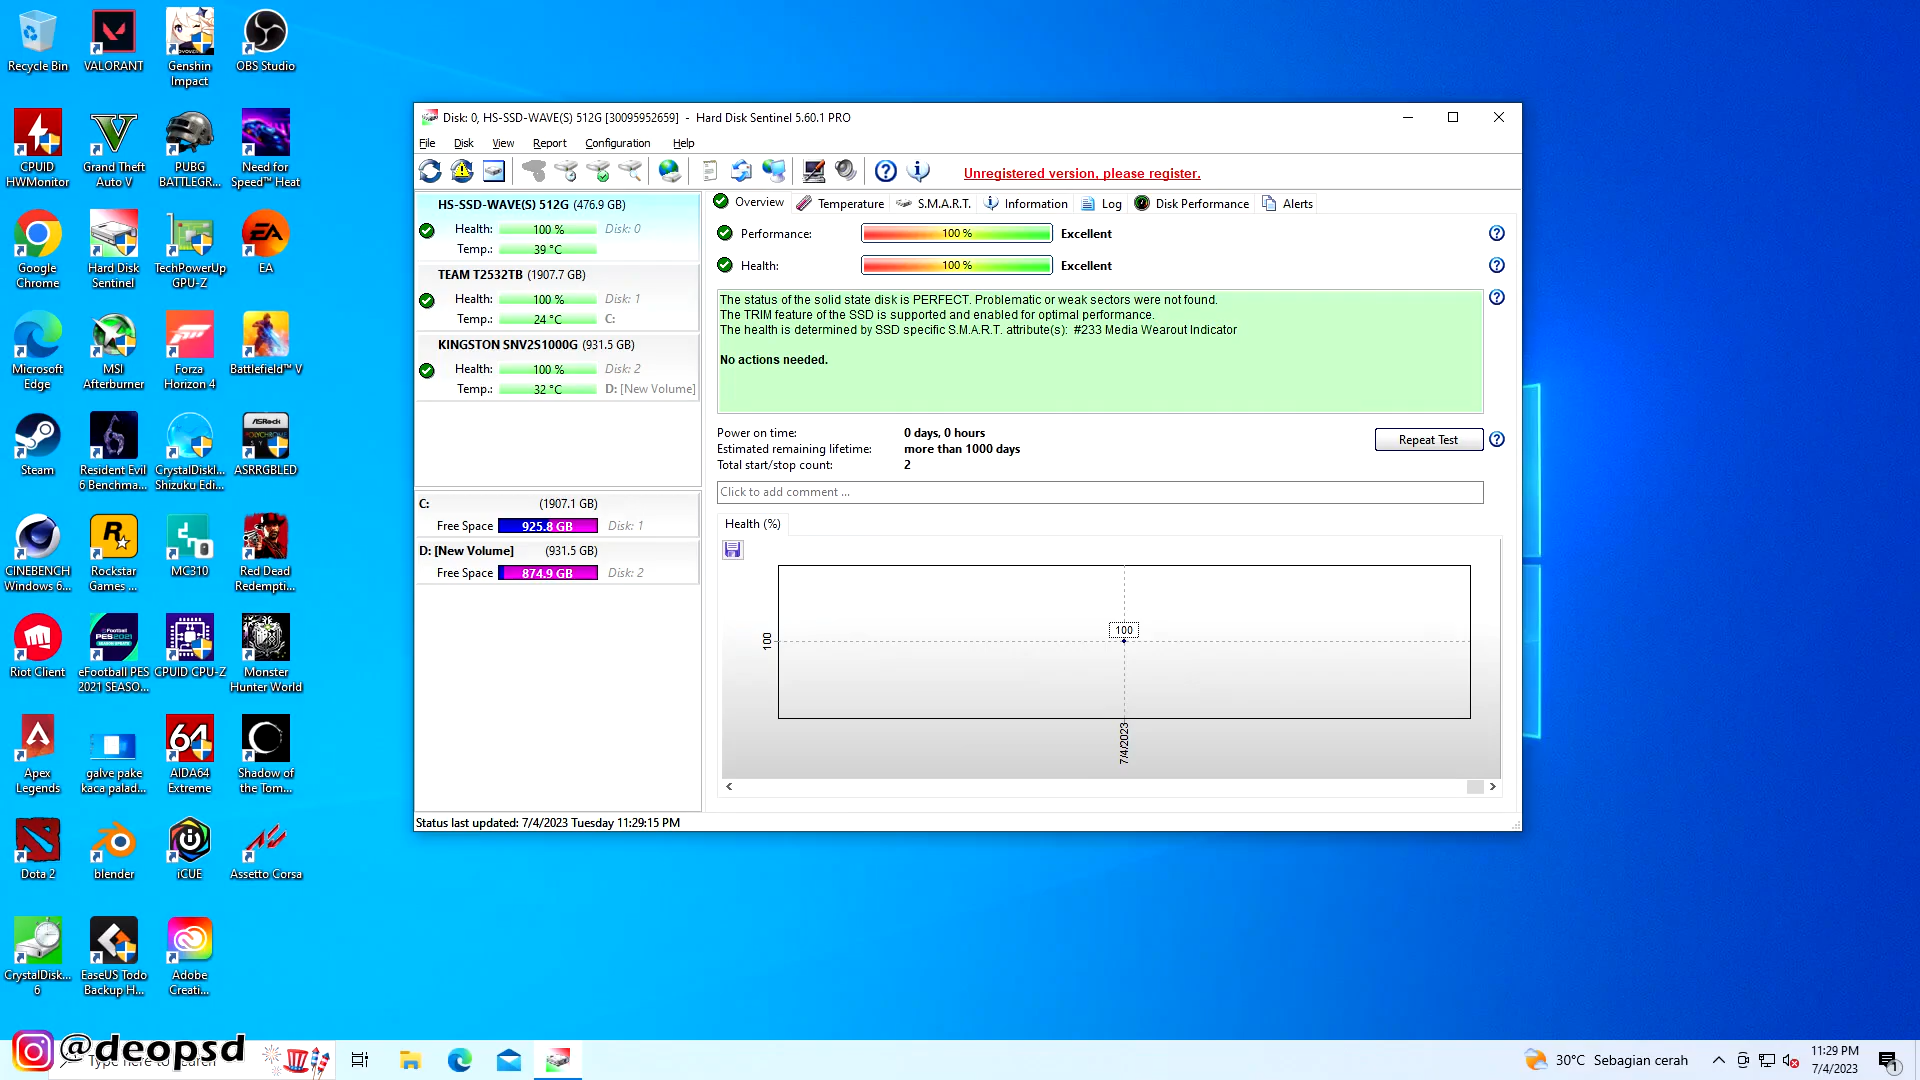 Recycle Bin
VALORANT
Genshin
Impact
OBS Studio
CPUID
HWMonitor
Grand Theft
Auto V
PUBG
BATTLEGR...
Need for
Speed™ Heat
Google
Chrome
Hard Disk
Sentinel
TechPowerUp
GPU-Z
EA
Microsoft
Edge
MSI
Afterburner
Forza
Horizon 4
Battlefield™ V
Steam
Resident Evil
6 Benchma...
CrystalDiskI...
Shizuku Edi...
ASRRGBLED
CINEBENCH
Windows 6...
Rockstar
Games ...
MC310
Red Dead
Redempti...
Riot Client
eFootball PES
2021 SEASO...
CPUID CPU-Z
Monster
Hunter World
Apex
Legends
galve pake
kaca palad...
AIDA64
Extreme
Shadow of
the Tom...
Dota 2
blender
iCUE
Assetto Corsa
CrystalDisk...
6
EaseUS Todo
Backup H...
Adobe
Creati...
Disk: 0, HS-SSD-WAVE(S) 512G [30095952659] - Hard Disk Sentinel 5.60.1 PRO
File Disk View Report Configuration Help
Unregistered version, please register.
HS-SSD-WAVE(S) 512G (476.9 GB)
Health: 100 % Disk: 0
Temp.: 39 °C
TEAM T2532TB (1907.7 GB)
Health: 100 % Disk: 1
Temp.: 24 °C C:
KINGSTON SNV2S1000G (931.5 GB)
Health: 100 % Disk: 2
Temp.: 32 °C D: [New Volume]
C: (1907.1 GB)
Free Space 925.8 GB Disk: 1
D: [New Volume] (931.5 GB)
Free Space 874.9 GB Disk: 2
Overview Temperature S.M.A.R.T. Information Log Disk Performance Alerts
Performance: 100 % Excellent
Health: 100 % Excellent
The status of the solid state disk is PERFECT. Problematic or weak sectors were not found.
The TRIM feature of the SSD is supported and enabled for optimal performance.
The health is determined by SSD specific S.M.A.R.T. attribute(s): #233 Media Wearout Indicator
No actions needed.
Power on time: 0 days, 0 hours
Estimated remaining lifetime: more than 1000 days
Total start/stop count: 2
Repeat Test
Click to add comment ...
Health (%)
100
100
7/4/2023
Status last updated: 7/4/2023 Tuesday 11:29:15 PM
@deopsd
Type here to search
30°C Sebagian cerah
11:29 PM
7/4/2023
1